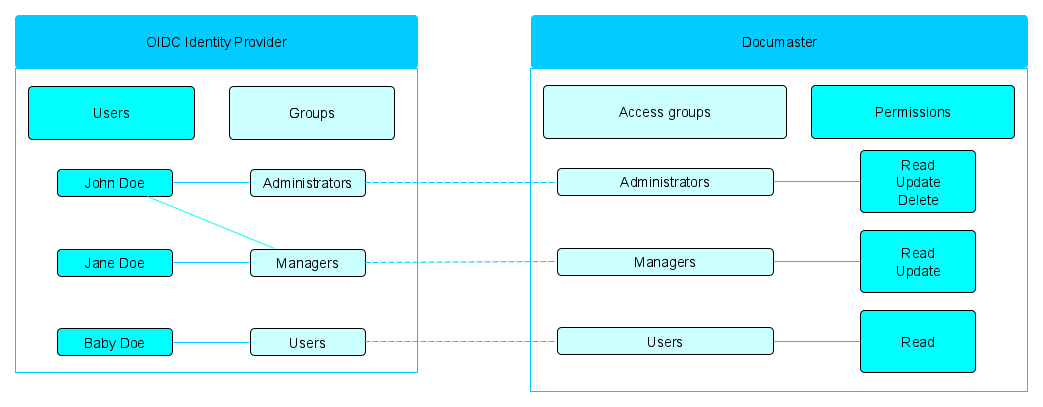 OIDC Identity Provider
Documaster
Users
Groups
Access groups
Permissions
John Doe
Administrators
Administrators
Read
Update
Delete
Jane Doe
Managers
Managers
Read
Update
Baby Doe
Users
Users
Read